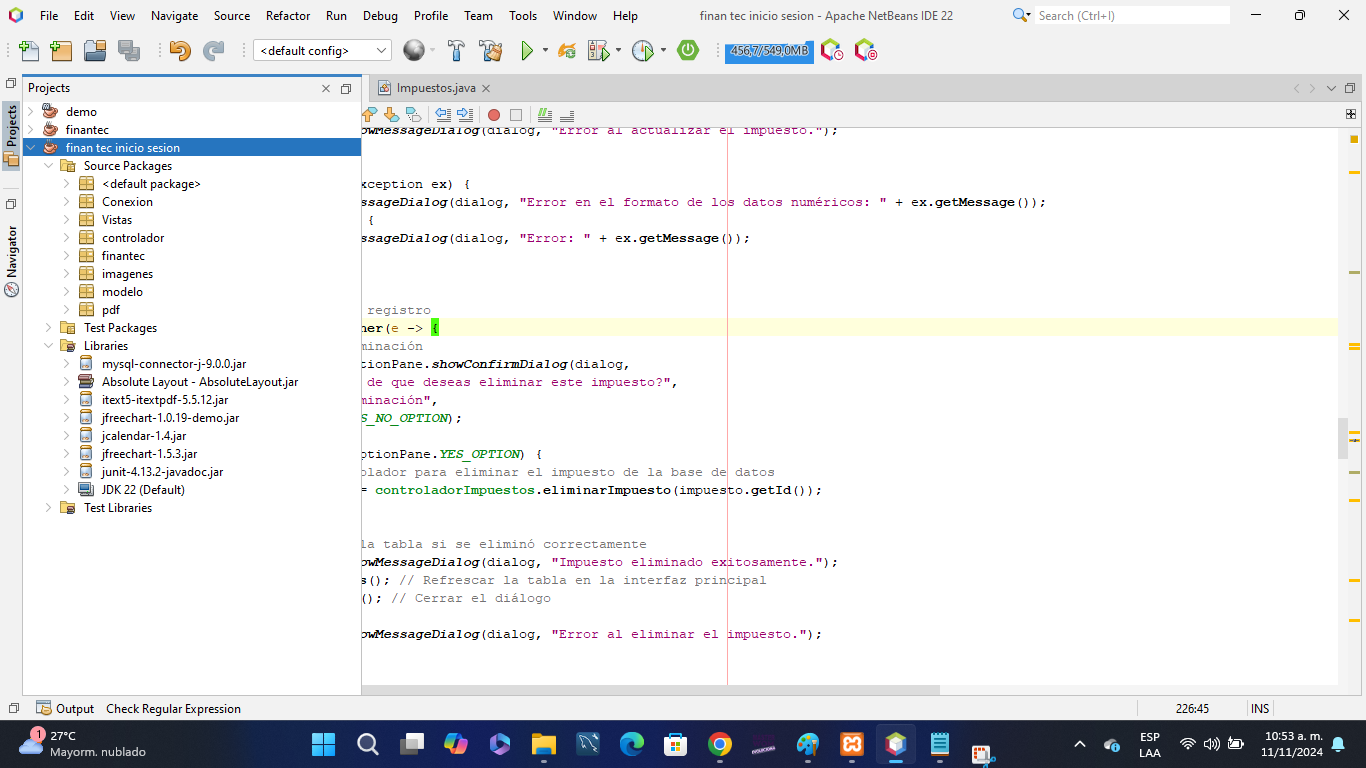 File Edit View Navigate Source Refactor Run Debug Profile Team Tools Window Help
finan tec inicio sesion - Apache NetBeans IDE 22
Search (Ctrl+I)
<default config>
456,7/549,0MB
Projects
Impuestos.java
Projects
Navigator
demo
finantec
finan tec inicio sesion
Source Packages
<default package>
Conexion
Vistas
controlador
finantec
imagenes
modelo
pdf
Test Packages
Libraries
mysql-connector-j-9.0.0.jar
Absolute Layout - AbsoluteLayout.jar
itext5-itextpdf-5.5.12.jar
jfreechart-1.0.19-demo.jar
jcalendar-1.4.jar
jfreechart-1.5.3.jar
junit-4.13.2-javadoc.jar
JDK 22 (Default)
Test Libraries
owMessageDialog(dialog, "Error al actualizar el impuesto.");
xception ex) {
ssageDialog(dialog, "Error en el formato de los datos numéricos: " + ex.getMessage());
{
ssageDialog(dialog, "Error: " + ex.getMessage());
registro
ner(e -> {
minación
tionPane.showConfirmDialog(dialog,
de que deseas eliminar este impuesto?",
minación",
S_NO_OPTION);
ptionPane.YES_OPTION) {
olador para eliminar el impuesto de la base de datos
= controladorImpuestos.eliminarImpuesto(impuesto.getId());
la tabla si se eliminó correctamente
owMessageDialog(dialog, "Impuesto eliminado exitosamente.");
s(); // Refrescar la tabla en la interfaz principal
(); // Cerrar el diálogo
owMessageDialog(dialog, "Error al eliminar el impuesto.");
Output Check Regular Expression
226:45 INS
1
27°C
Mayorm. nublado
ESP
LAA
10:53 a. m.
11/11/2024